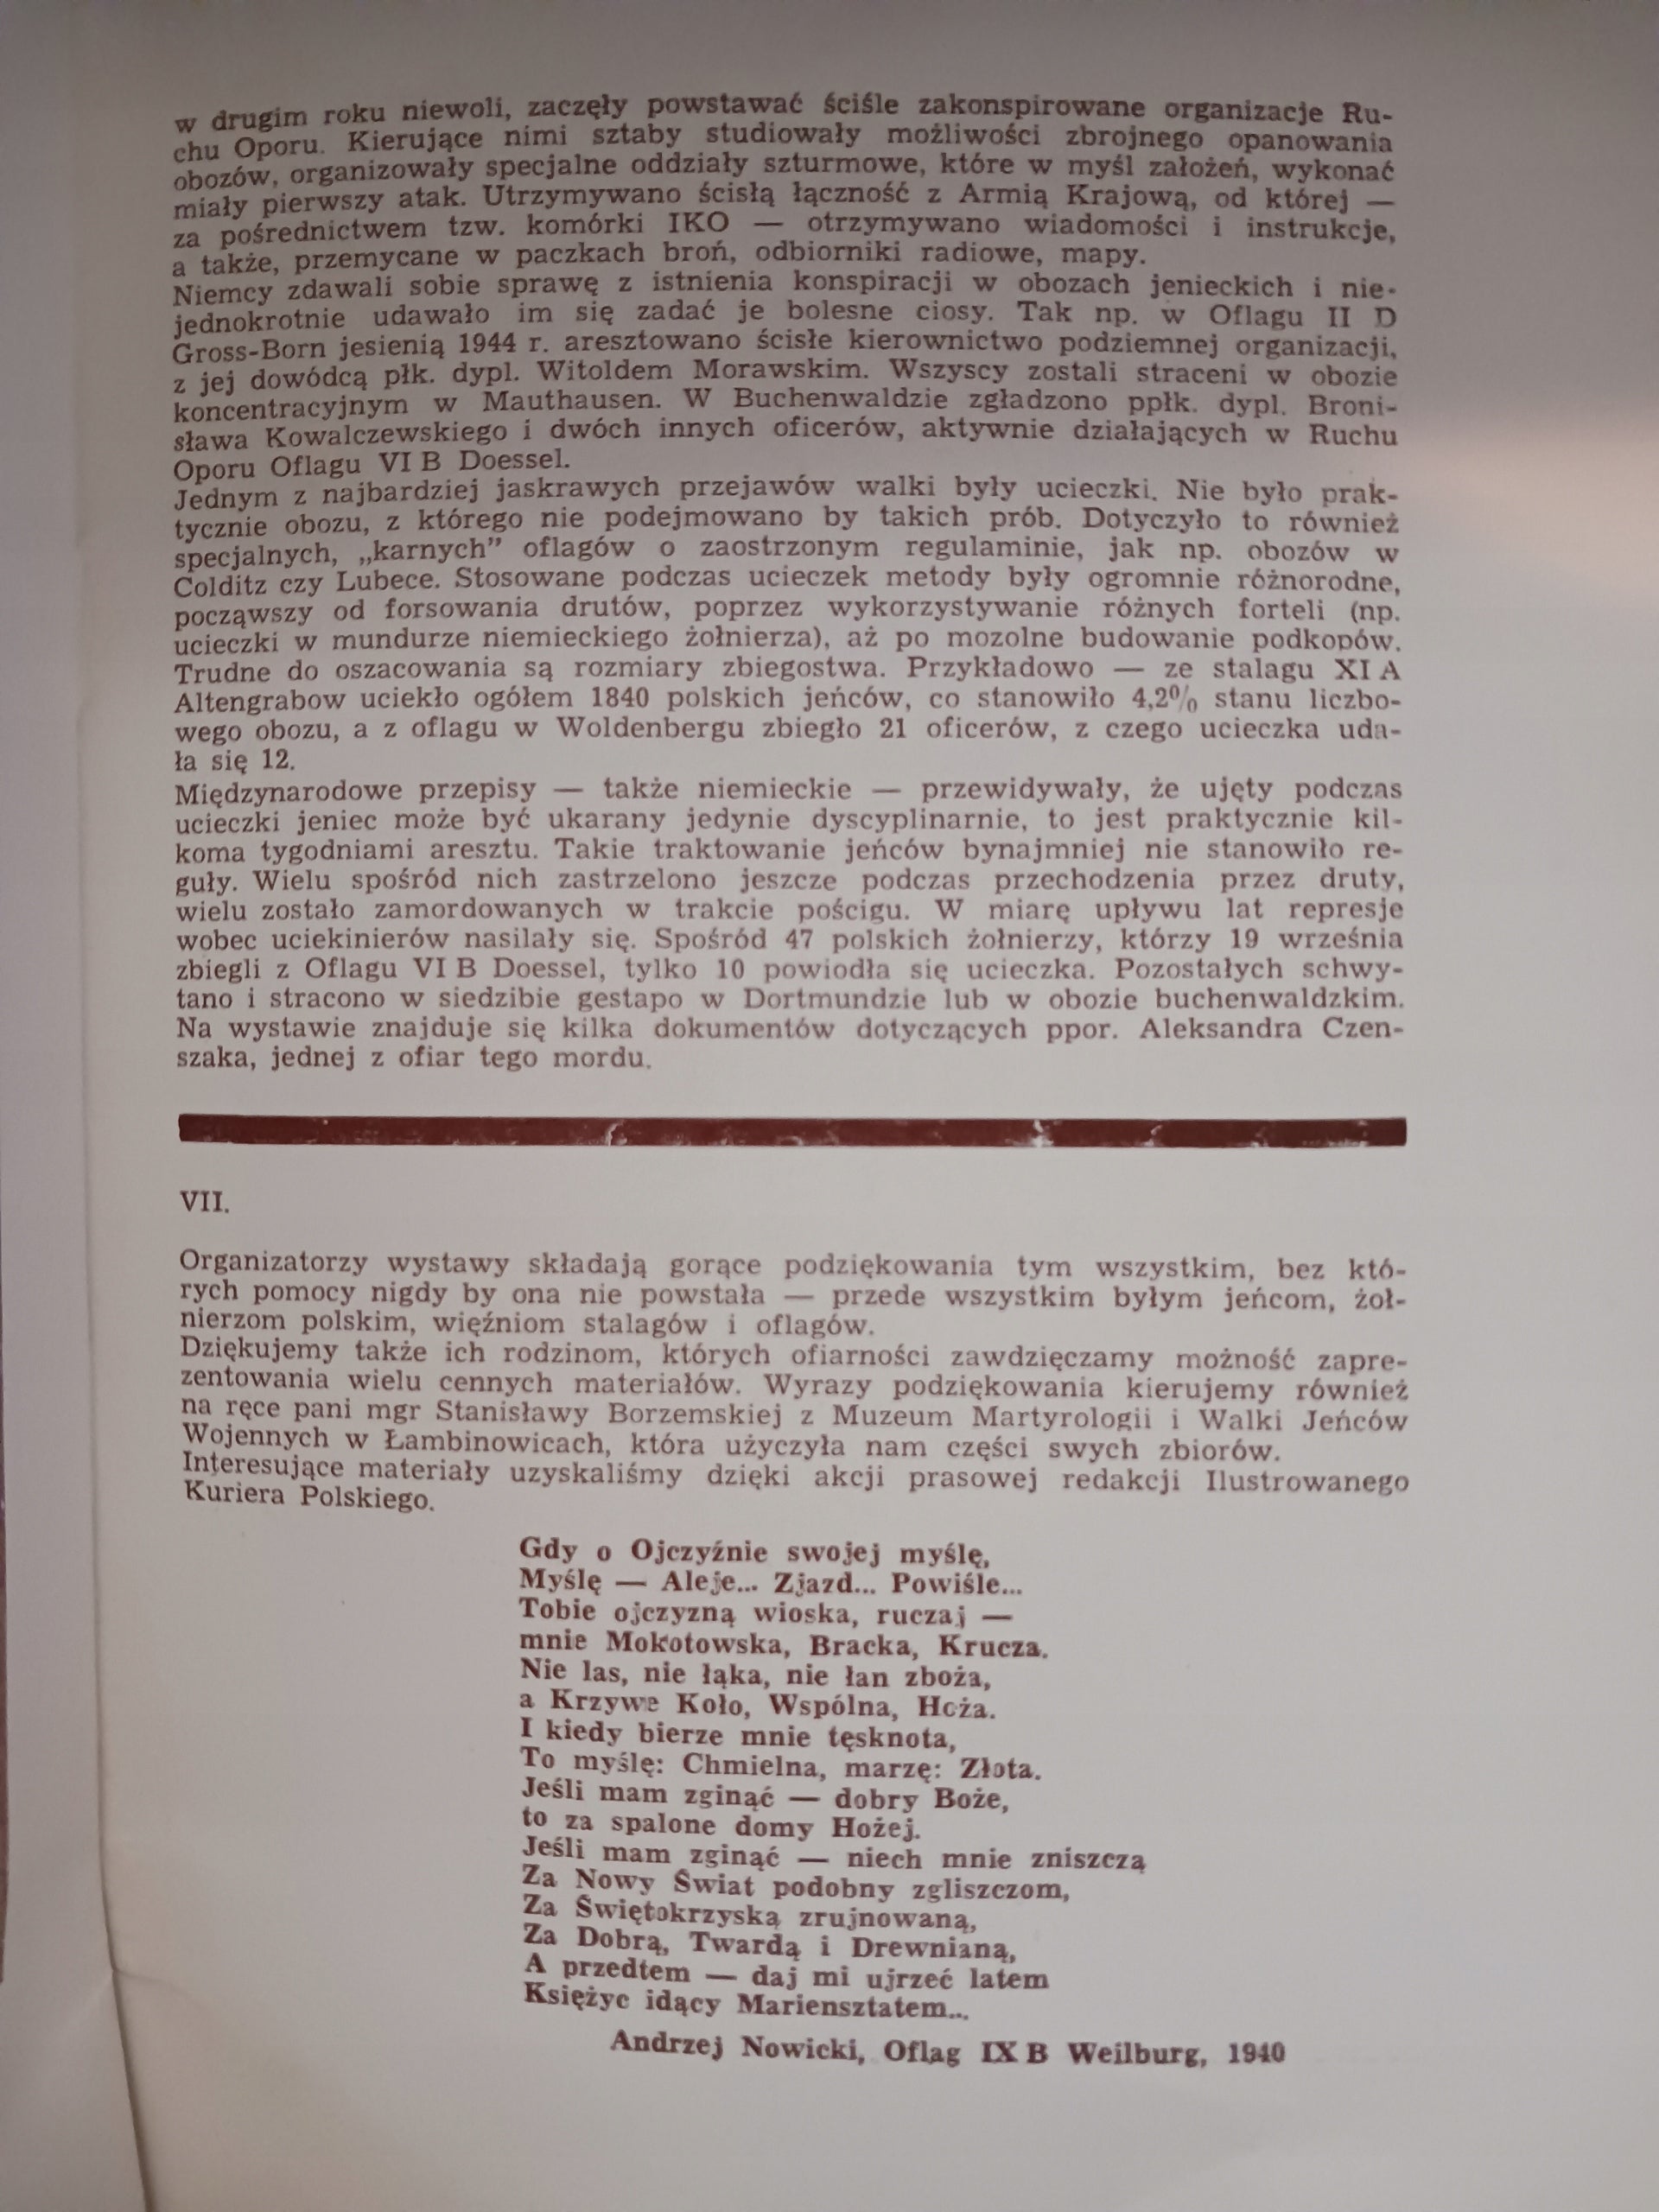 w drugim roku niewoli, zaczęły powstawać ściśle zakonspirowane organizacje Ru-
chu Oporu. Kierujące nimi sztaby studiowały możliwości zbrojnego opanowania
obozów, organizowały specjalne oddziały szturmowe, które w myśl założeń, wykonać
miały pierwszy atak. Utrzymywano ścisłą łączność z Armią Krajową, od której —
za pośrednictwem tzw. komórki IKO — otrzymywano wiadomości i instrukcje,
a także, przemycane w paczkach broń, odbiorniki radiowe, mapy.
Niemcy zdawali sobie sprawę z istnienia konspiracji w obozach jenieckich i nie-
jednokrotnie udawało im się zadać je bolesne ciosy. Tak np. w Oflagu II D
Gross-Born jesienią 1944 r. aresztowano ścisłe kierownictwo podziemnej organizacji,
z jej dowódcą płk. dypl. Witoldem Morawskim. Wszyscy zostali straceni w obozie
koncentracyjnym w Mauthausen. W Buchenwaldzie zgładzono ppłk. dypl. Broni-
sława Kowalczewskiego i dwóch innych oficerów, aktywnie działających w Ruchu
Oporu Oflagu VI B Doessel.
Jednym z najbardziej jaskrawych przejawów walki były ucieczki. Nie było prak-
tycznie obozu, z którego nie podejmowano by takich prób. Dotyczyło to również
specjalnych, „karnych” oflagów o zaostrzonym regulaminie, jak np. obozów w
Colditz czy Lubece. Stosowane podczas ucieczek metody były ogromnie różnorodne,
począwszy od forsowania drutów, poprzez wykorzystywanie różnych forteli (np.
ucieczki w mundurze niemieckiego żołnierza), aż po mozolne budowanie podkopów.
Trudne do oszacowania są rozmiary zbiegostwa. Przykładowo — ze stalagu XI A
Altengrabow uciekło ogółem 1840 polskich jeńców, co stanowiło 4,2% stanu liczbo-
wego obozu, a z oflagu w Woldenbergu zbiegło 21 oficerów, z czego ucieczka uda-
ła się 12.
Międzynarodowe przepisy — także niemieckie — przewidywały, że ujęty podczas
ucieczki jeniec może być ukarany jedynie dyscyplinarnie, to jest praktycznie kil-
koma tygodniami aresztu. Takie traktowanie jeńców bynajmniej nie stanowiło re-
guły. Wielu spośród nich zastrzelono jeszcze podczas przechodzenia przez druty,
wielu zostało zamordowanych w trakcie pościgu. W miarę upływu lat represje
wobec uciekinierów nasilały się. Spośród 47 polskich żołnierzy, którzy 19 września
zbiegli z Oflagu VI B Doessel, tylko 10 powiodła się ucieczka. Pozostałych schwy-
tano i stracono w siedzibie gestapo w Dortmundzie lub w obozie buchenwaldzkim.
Na wystawie znajduje się kilka dokumentów dotyczących ppor. Aleksandra Czen-
szaka, jednej z ofiar tego mordu.
VII.
Organizatorzy wystawy składają gorące podziękowania tym wszystkim, bez któ-
rych pomocy nigdy by ona nie powstała — przede wszystkim byłym jeńcom, żoł-
nierzom polskim, więźniom stalagów i oflagów.
Dziękujemy także ich rodzinom, których ofiarności zawdzięczamy możność zapre-
zentowania wielu cennych materiałów. Wyrazy podziękowania kierujemy również
na ręce pani mgr Stanisławy Borzemskiej z Muzeum Martyrologii i Walki Jeńców
Wojennych w Łambinowicach, która użyczyła nam części swych zbiorów.
Interesujące materiały uzyskaliśmy dzięki akcji prasowej redakcji Ilustrowanego
Kuriera Polskiego.
Gdy o Ojczyźnie swojej myślę,
Myślę — Aleje... Zjazd... Powiśle...
Tobie ojczyzną wioska, ruczaj —
mnie Mokotowska, Bracka, Krucza.
Nie las, nie łąka, nie łan zboża,
a Krzywe Koło, Wspólna, Hoża.
I kiedy bierze mnie tęsknota,
To myślę: Chmielna, marzę: Złota.
Jeśli mam zginąć — dobry Boże,
to za spalone domy Hożej.
Jeśli mam zginąć — niech mnie zniszczą
Za Nowy Świat podobny zgliszczom,
Za Świętokrzyską zrujnowaną,
Za Dobrą, Twardą i Drewnianą,
A przedtem — daj mi ujrzeć latem
Księżyc idący Mariensztatem...
Andrzej Nowicki, Oflag IX B Weilburg, 1940